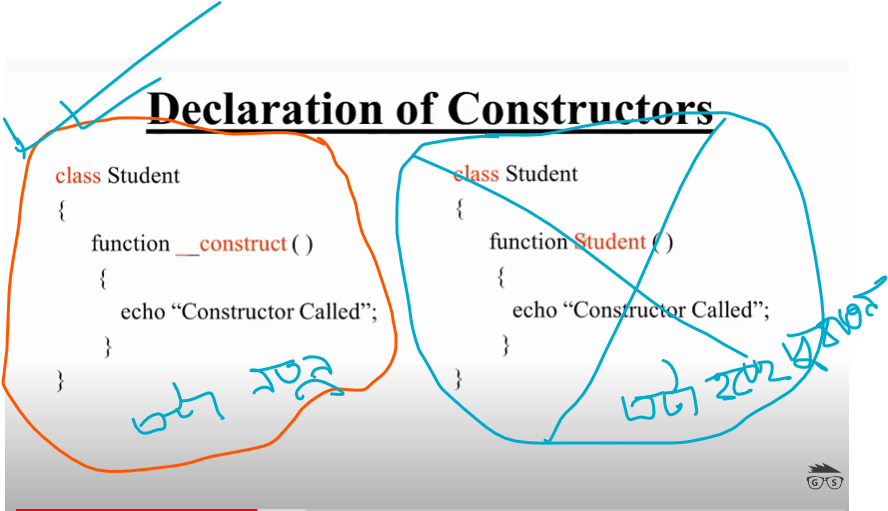 Declaration of Constructors
class Student
{
function __construct ( )
{
echo “Constructor Called”;
}
}
এটা নতুন
class Student
{
function Student ( )
{
echo “Constructor Called”;
}
}
এটা পুরাতন
G S